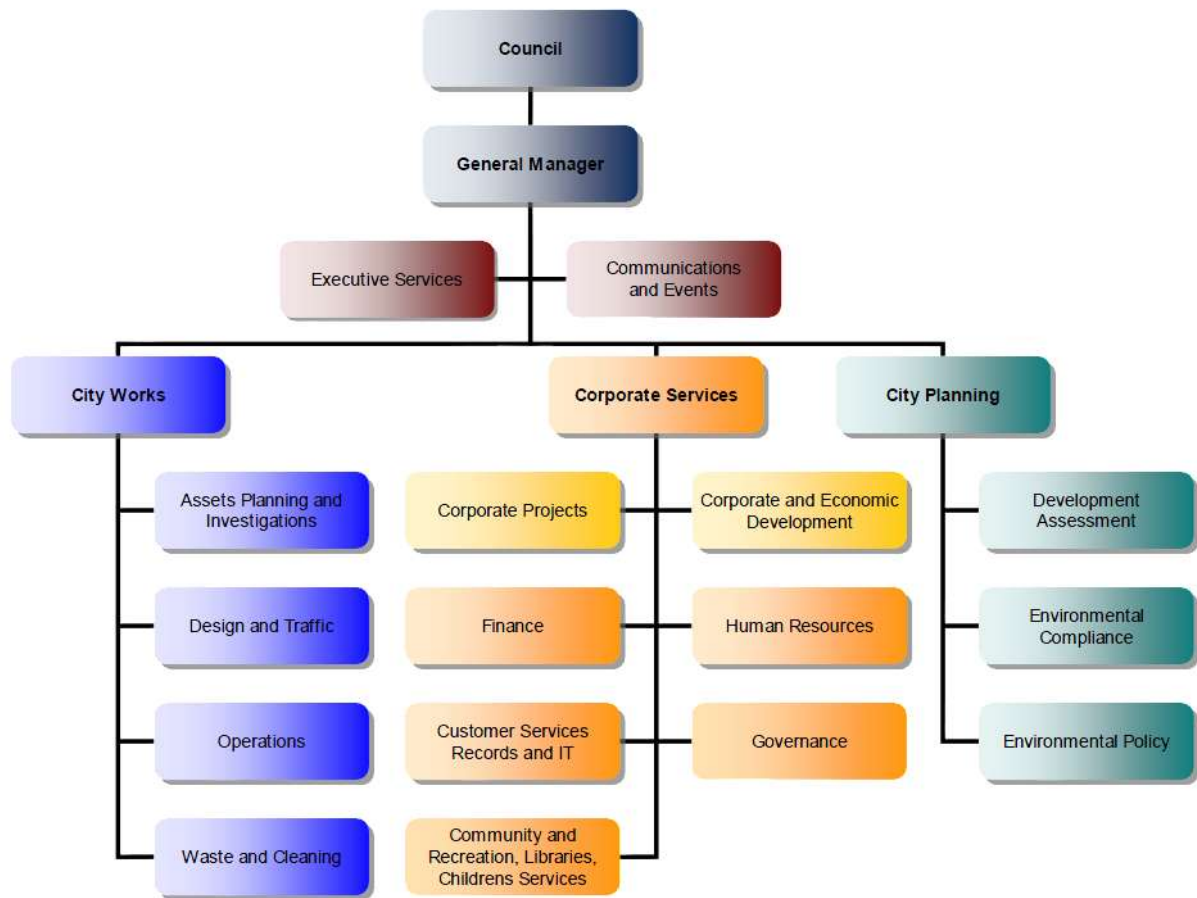 Council
General Manager
Executive Services
Communications
and Events
City Works
Corporate Services
City Planning
Assets Planning and
Investigations
Corporate Projects
Corporate and Economic
Development
Development
Assessment
Design and Traffic
Finance
Human Resources
Environmental
Compliance
Operations
Customer Services
Records and IT
Governance
Environmental Policy
Waste and Cleaning
Community and
Recreation, Libraries,
Childrens Services